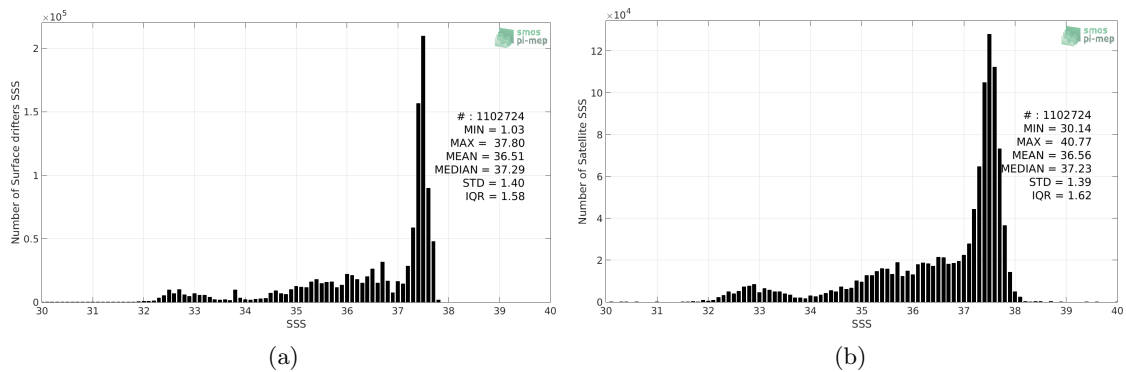 ×10⁵
smos
pi-mep
2
1.5
1
0.5
0
Number of Surface drifters SSS
# : 1102724
MIN = 1.03
MAX = 37.80
MEAN = 36.51
MEDIAN = 37.29
STD = 1.40
IQR = 1.58
30 31 32 33 34 35 36 37 38 39 40
SSS
(a)
×10⁴
smos
pi-mep
12
10
8
6
4
2
0
Number of Satellite SSS
# : 1102724
MIN = 30.14
MAX = 40.77
MEAN = 36.56
MEDIAN = 37.23
STD = 1.39
IQR = 1.62
30 31 32 33 34 35 36 37 38 39 40
SSS
(b)